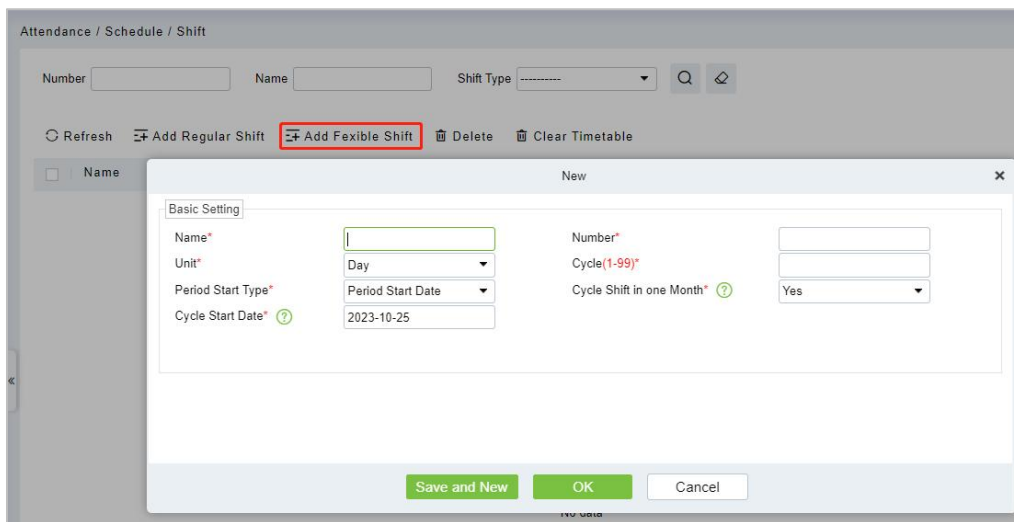 Attendance / Schedule / Shift
Number Name Shift Type ----------
Refresh Add Regular Shift Add Fexible Shift Delete Clear Timetable
Name New ×
Basic Setting
Name* Number*
Unit* Day Cycle(1-99)*
Period Start Type* Period Start Date Cycle Shift in one Month* ? Yes
Cycle Start Date* ? 2023-10-25
«
Save and New OK Cancel
No data